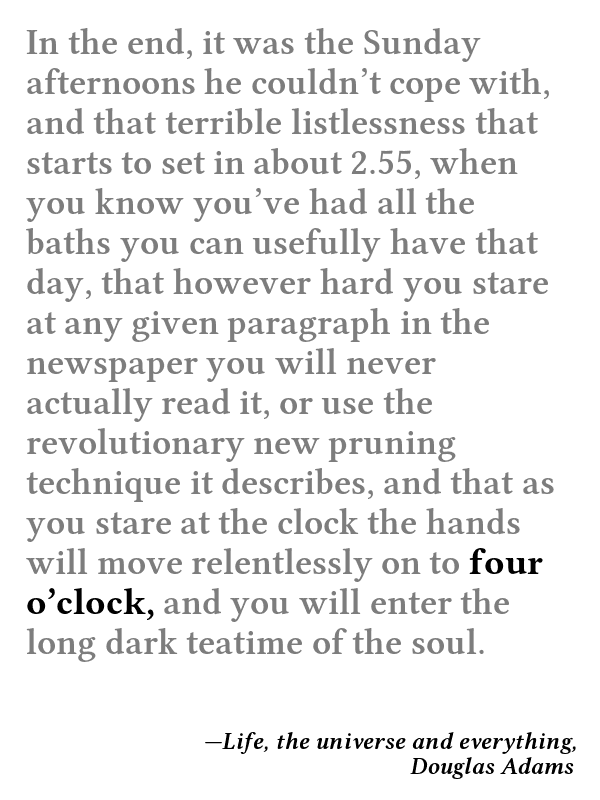 In the end, it was the Sunday
afternoons he couldn’t cope with,
and that terrible listlessness that
starts to set in about 2.55, when
you know you’ve had all the
baths you can usefully have that
day, that however hard you stare
at any given paragraph in the
newspaper you will never
actually read it, or use the
revolutionary new pruning
technique it describes, and that as
you stare at the clock the hands
will move relentlessly on to four
o’clock, and you will enter the
long dark teatime of the soul.
—Life, the universe and everything,
Douglas Adams